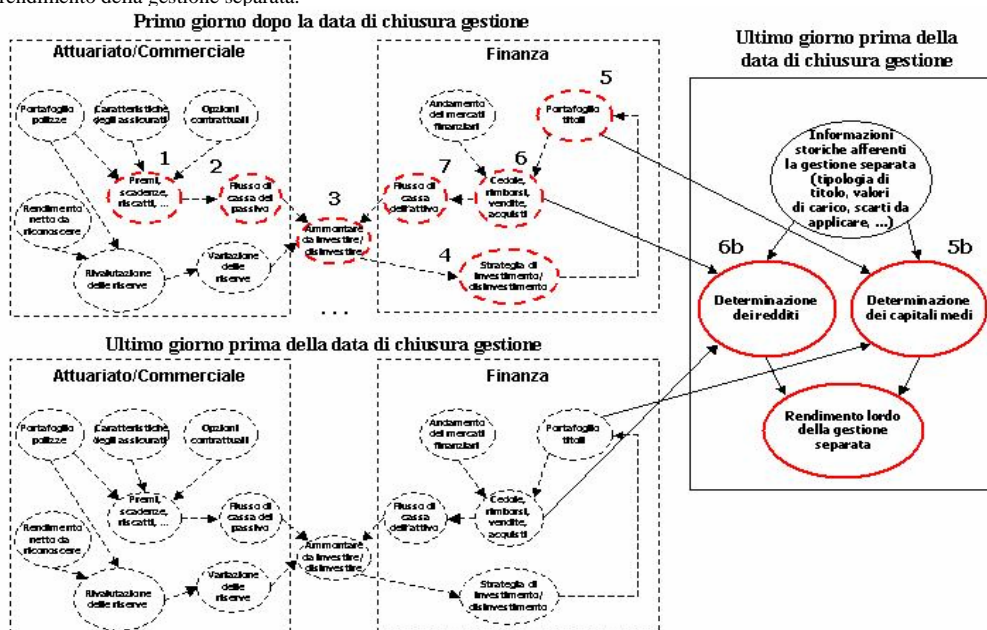 rendimento della gestione separata.
Primo giorno dopo la data di chiusura gestione
Attuariato/Commerciale
Portafoglio
polizze
Caratteristiche
degli assicurati
Opzioni
contrattuali
1
Premi,
scadenze,
riscatti, ...
2
Flusso di
cassa del
passivo
Rendimento
netto da
riconoscere
Rivalutazione
delle riserve
Variazione
delle
riserve
3
Ammontare
da investire/
disinvestire
...
Finanza
Andamento
dei mercati
finanziari
5
Portafoglio
titoli
7
Flusso di
cassa
dell'attivo
6
Cedole,
rimborsi,
vendite,
acquisti
4
Strategia di
investimento/
disinvestimento
Ultimo giorno prima della data di chiusura gestione
Attuariato/Commerciale
Portafoglio
polizze
Caratteristiche
degli assicurati
Opzioni
contrattuali
Premi,
scadenze,
riscatti, ...
Flusso di
cassa del
passivo
Rendimento
netto da
riconoscere
Rivalutazione
delle riserve
Variazione
delle
riserve
Ammontare
da investire/
disinvestire
Finanza
Andamento
dei mercati
finanziari
Portafoglio
titoli
Flusso di
cassa
dell'attivo
Cedole,
rimborsi,
vendite,
acquisti
Strategia di
investimento/
disinvestimento
Ultimo giorno prima della
data di chiusura gestione
Informazioni
storiche afferenti
la gestione separata
(tipologia di
titolo, valori
di carico, scarti da
applicare, ...)
6b
Determinazione
dei redditi
5b
Determinazione
dei capitali medi
Rendimento lordo
della gestione
separata